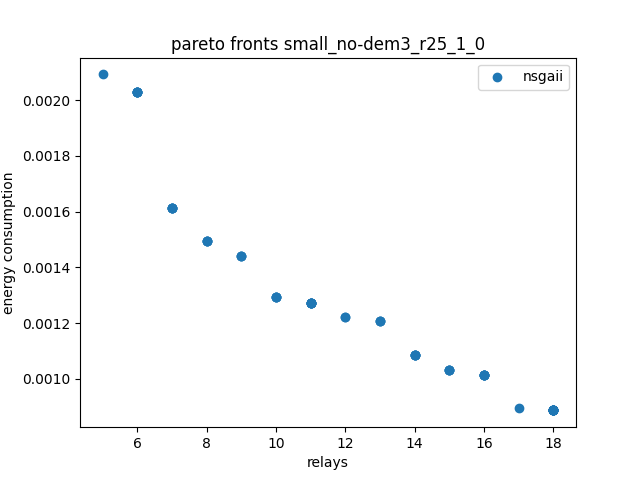 pareto fronts small_no-dem3_r25_1_0
nsgaii
0.0020
0.0018
0.0016
0.0014
0.0012
0.0010
energy consumption
6 8 10 12 14 16 18
relays